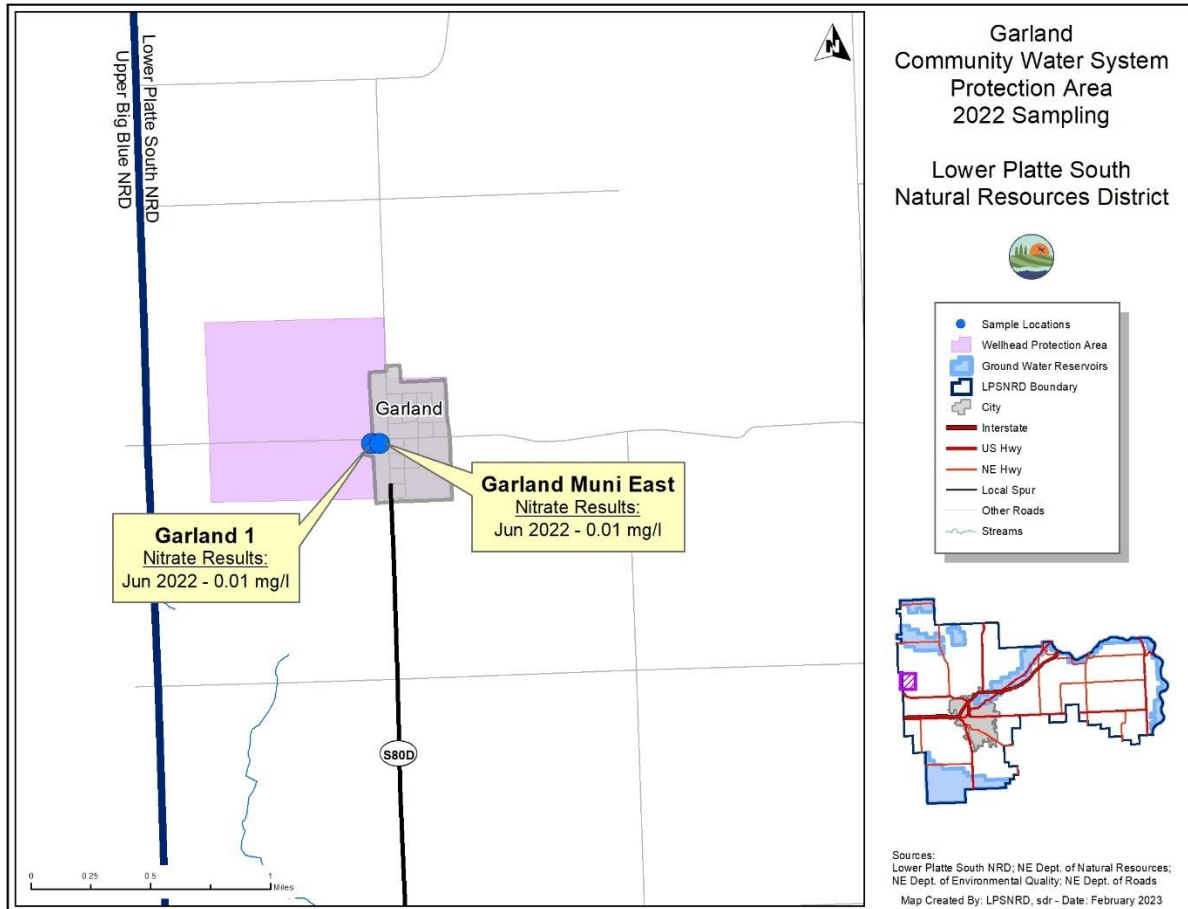 Lower Platte South NRD
Upper Big Blue NRD
N
Garland
Garland 1
Nitrate Results:
Jun 2022 - 0.01 mg/l
Garland Muni East
Nitrate Results:
Jun 2022 - 0.01 mg/l
S80D
0 0.25 0.5 1
Miles
Garland
Community Water System
Protection Area
2022 Sampling
Lower Platte South
Natural Resources District
Sample Locations
Wellhead Protection Area
Ground Water Reservoirs
LPSNRD Boundary
City
Interstate
US Hwy
NE Hwy
Local Spur
Other Roads
Streams
Sources:
Lower Platte South NRD; NE Dept. of Natural Resources;
NE Dept. of Environmental Quality; NE Dept. of Roads
Map Created By: LPSNRD, sdr - Date: February 2023